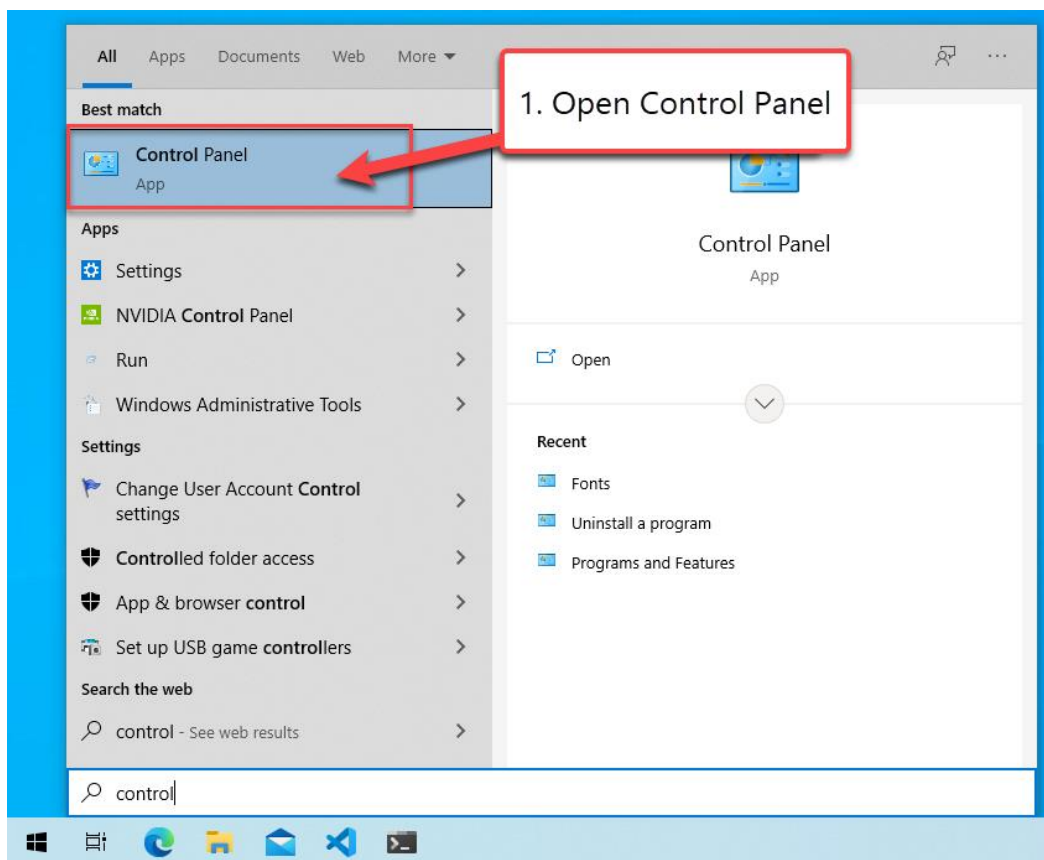 All Apps Documents Web More
Best match
1. Open Control Panel
Control Panel
App
Apps
Settings
NVIDIA Control Panel
Run
Windows Administrative Tools
Settings
Change User Account Control
settings
Controlled folder access
App & browser control
Set up USB game controllers
Search the web
control - See web results
control
Control Panel
App
Open
Recent
Fonts
Uninstall a program
Programs and Features